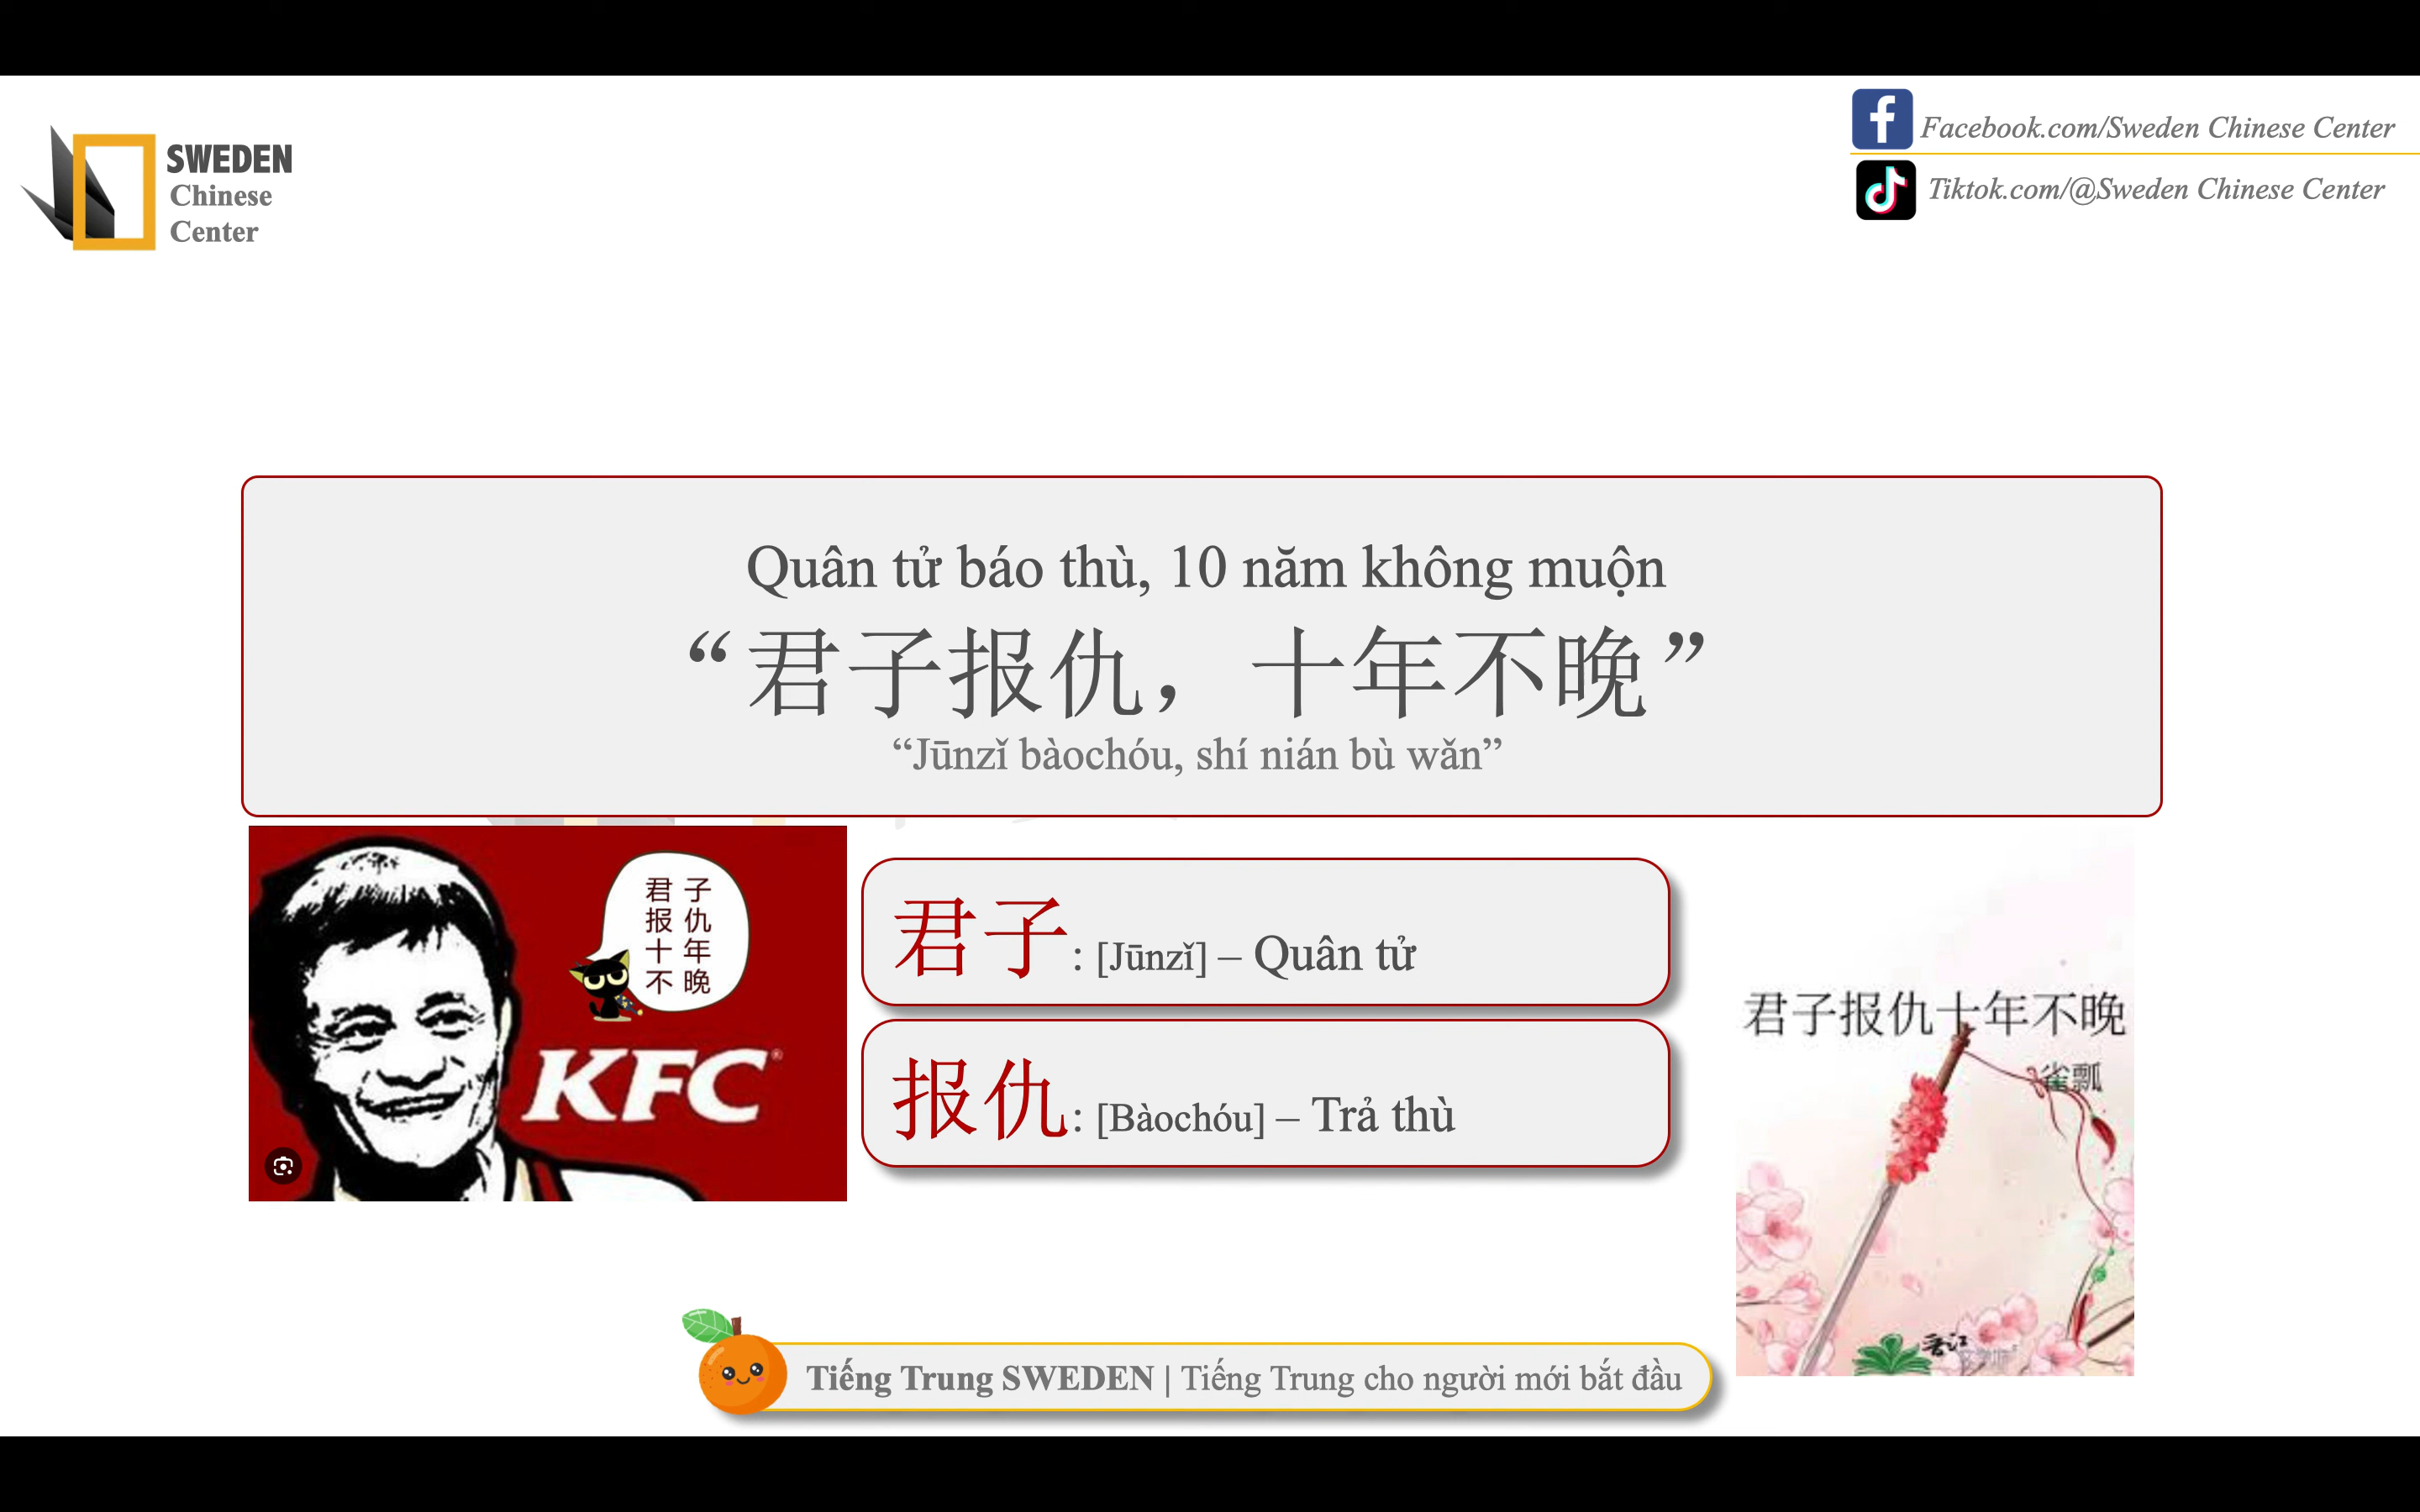 SWEDEN
Chinese
Center
Facebook.com/Sweden Chinese Center
Tiktok.com/@Sweden Chinese Center
Quân tử báo thù, 10 năm không muộn
“君子报仇，十年不晚”
“Jūnzǐ bàochóu, shí nián bù wǎn”
君子
报仇
十年
不晚
KFC®
君子: [Jūnzǐ] – Quân tử
报仇: [Bàochóu] – Trả thù
君子报仇十年不晚
雀瓢
晋江
Tiếng Trung SWEDEN | Tiếng Trung cho người mới bắt đầu